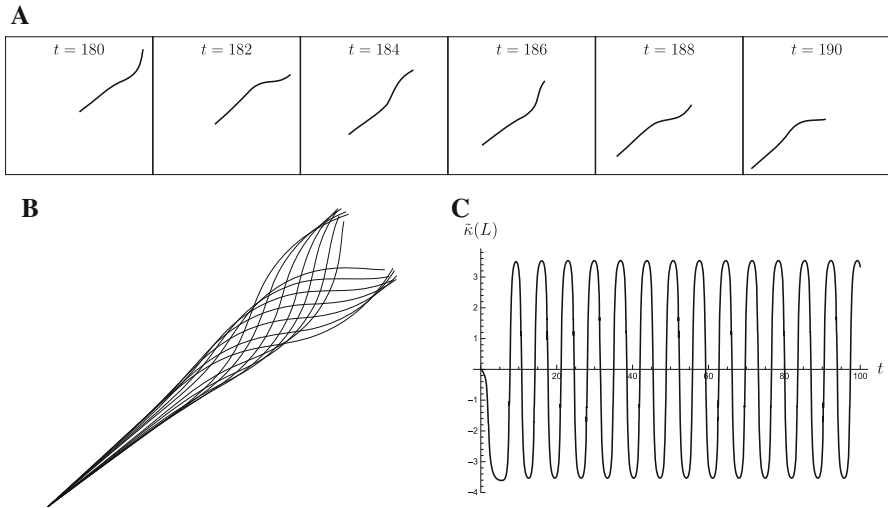 A
t = 180 t = 182 t = 184 t = 186 t = 188 t = 190
B
C
κ̃(L)
3
2
1
20 40 60 80 100 t
−1
−2
−3
−4